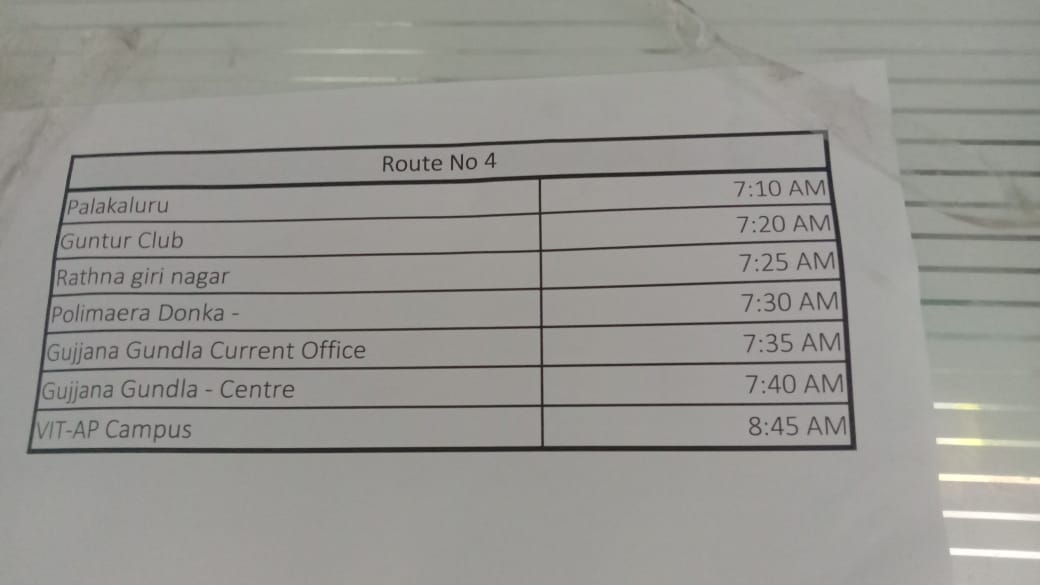 Route No 4
Palakaluru 7:10 AM
Guntur Club 7:20 AM
Rathna giri nagar 7:25 AM
Polimaera Donka - 7:30 AM
Gujjana Gundla Current Office 7:35 AM
Gujjana Gundla - Centre 7:40 AM
VIT-AP Campus 8:45 AM